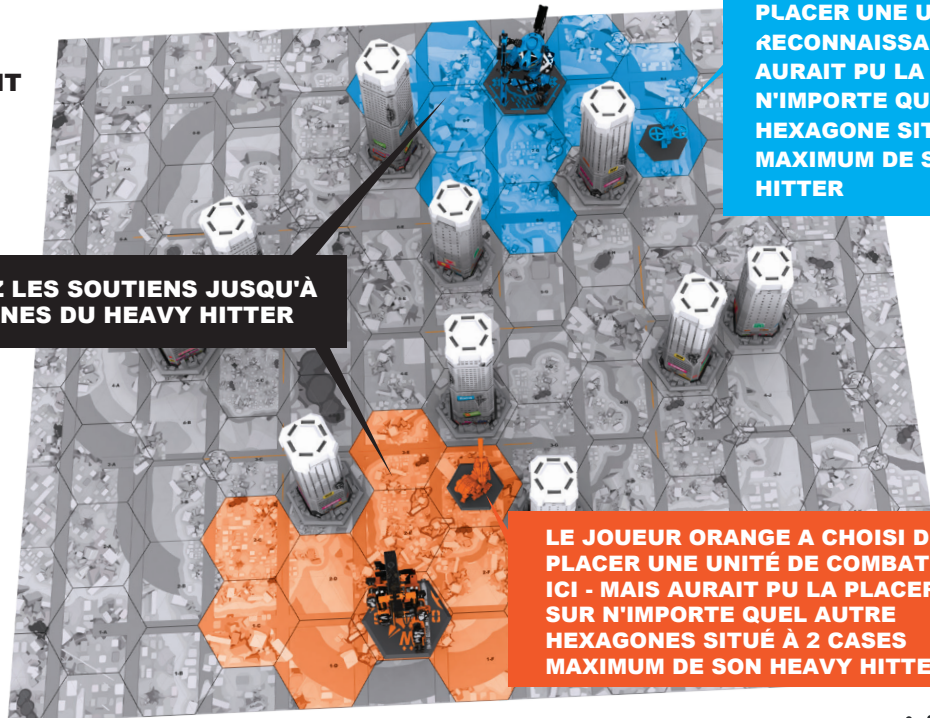 PLACER UNE U
RECONNAISSA
AURAIT PU LA
N'IMPORTE QU
HEXAGONE SIT
MAXIMUM DE S
HITTER
NT
Z LES SOUTIENS JUSQU'À
NES DU HEAVY HITTER
LE JOUEUR ORANGE A CHOISI D
PLACER UNE UNITÉ DE COMBAT
ICI - MAIS AURAIT PU LA PLACER
SUR N'IMPORTE QUEL AUTRE
HEXAGONES SITUÉ À 2 CASES
MAXIMUM DE SON HEAVY HITTE